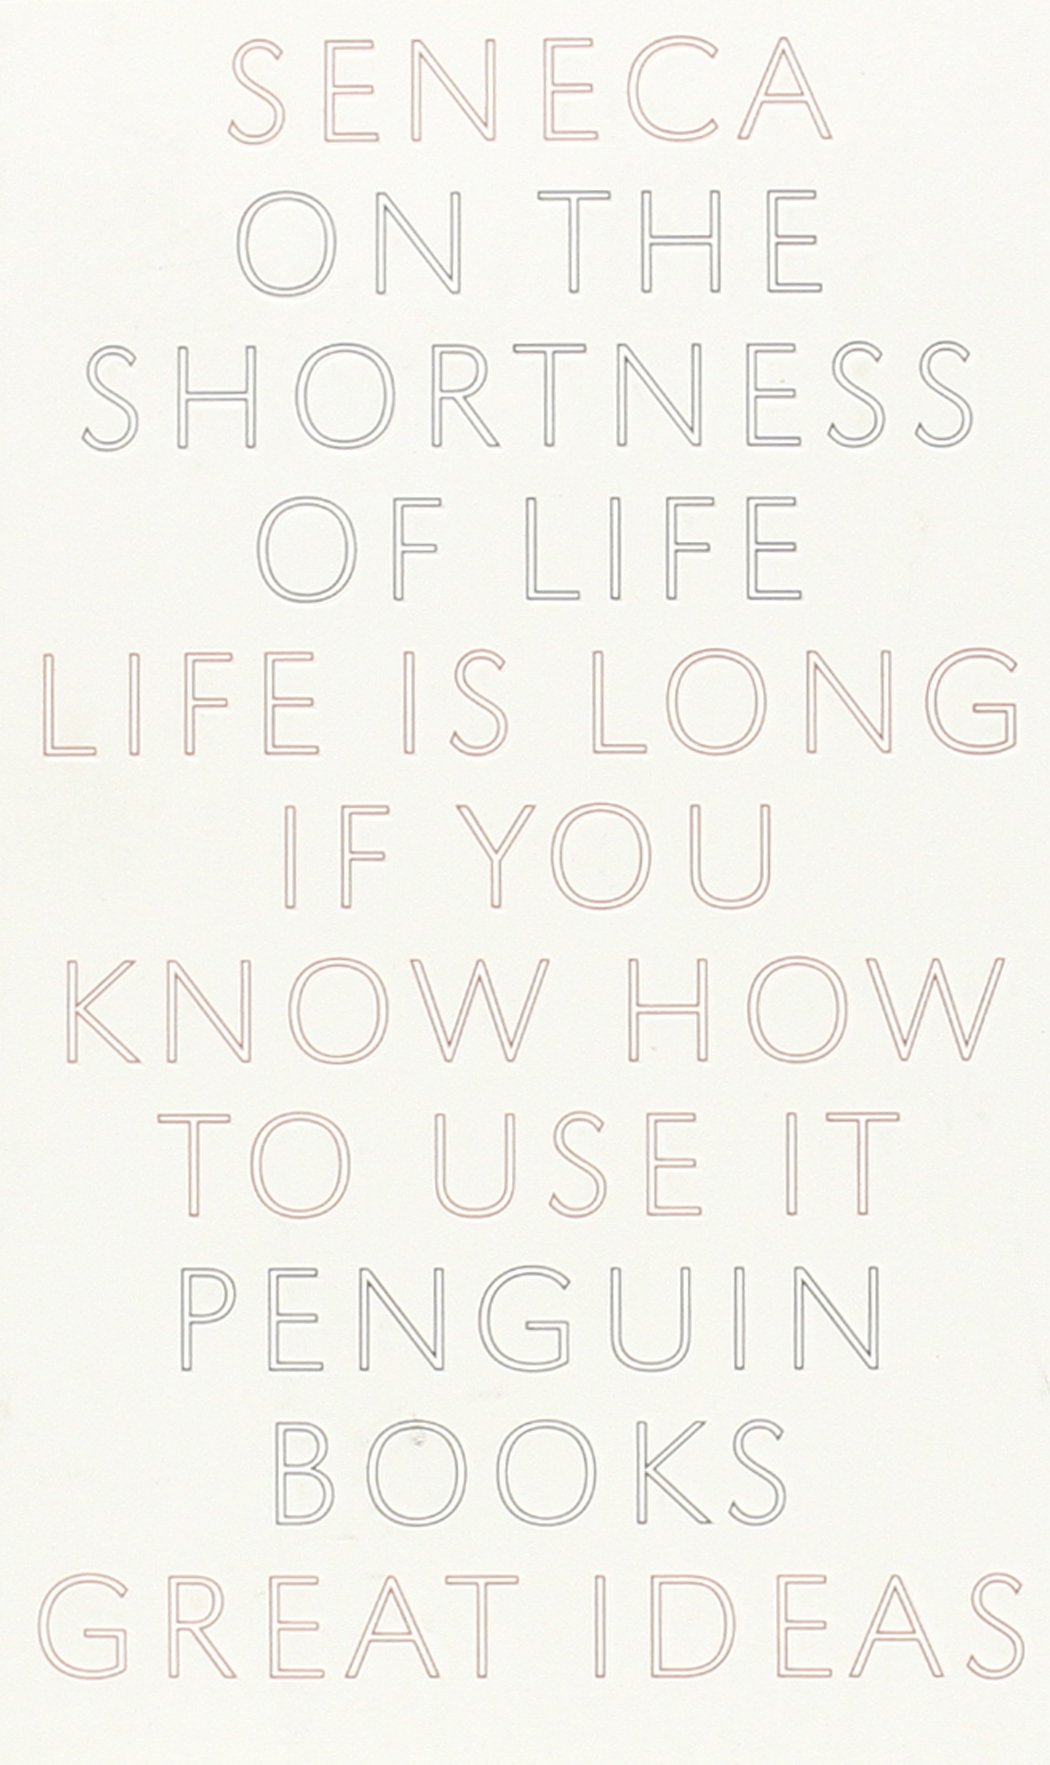 SENECA
ON THE
SHORTNESS
OF LIFE
LIFE IS LONG
IF YOU
KNOW HOW
TO USE IT
PENGUIN
BOOKS
GREAT IDEAS